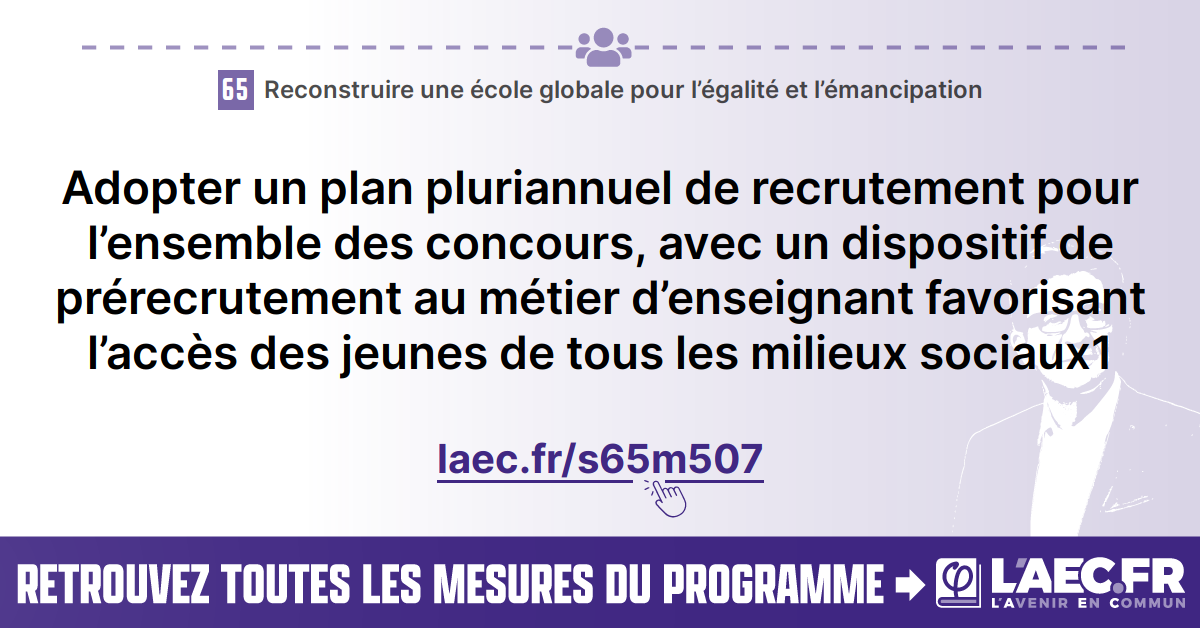 65 Reconstruire une école globale pour l’égalité et l’émancipation
Adopter un plan pluriannuel de recrutement pour
l’ensemble des concours, avec un dispositif de
prérecrutement au métier d’enseignant favorisant
l’accès des jeunes de tous les milieux sociaux1
laec.fr/s65m507
RETROUVEZ TOUTES LES MESURES DU PROGRAMME
L'AEC.FR
L'AVENIR EN COMMUN